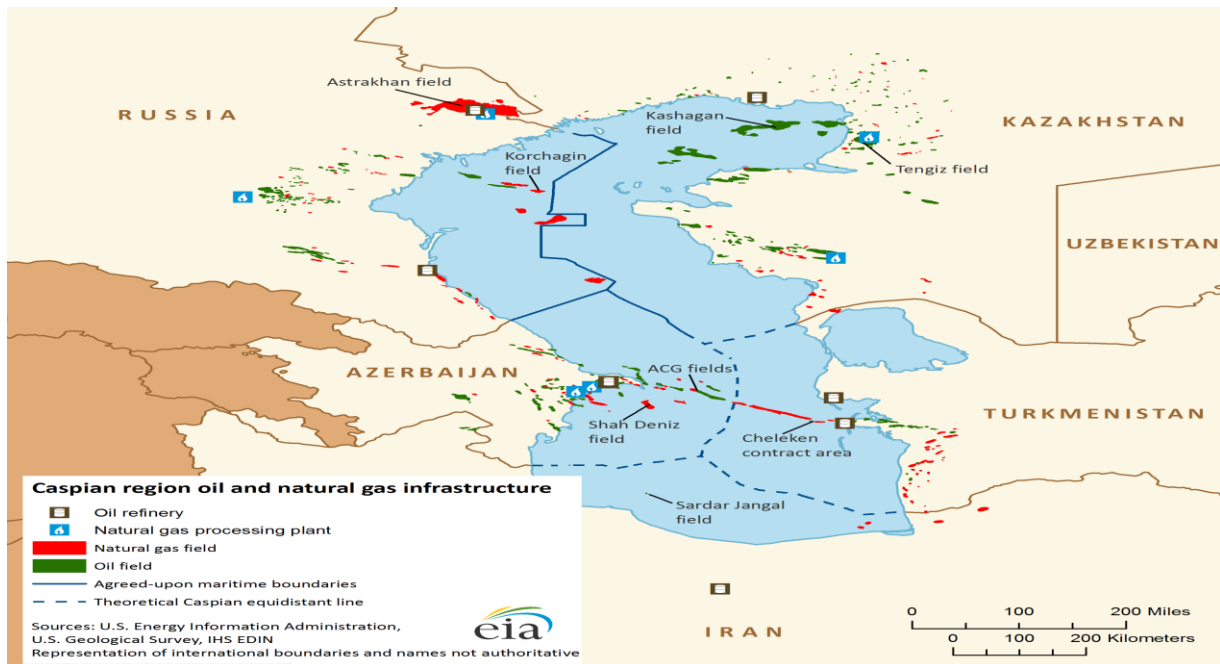 Astrakhan field
RUSSIA
Kashagan
field
KAZAKHSTAN
Korchagin
field
Tengiz field
UZBEKISTAN
AZERBAIJAN
ACG fields
TURKMENISTAN
Shah Deniz
field
Cheleken
contract area
Sardar Jangal
field
IRAN
Caspian region oil and natural gas infrastructure
Oil refinery
Natural gas processing plant
Natural gas field
Oil field
Agreed-upon maritime boundaries
Theoretical Caspian equidistant line
Sources: U.S. Energy Information Administration,
U.S. Geological Survey, IHS EDIN
Representation of international boundaries and names not authoritative
eia
0 100 200 Miles
0 100 200 Kilometers